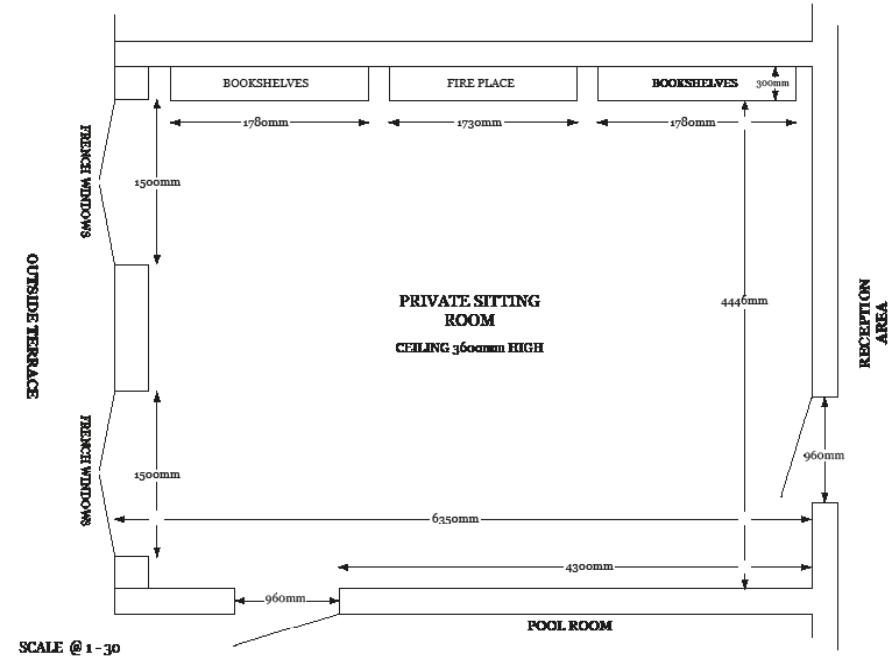 BOOKSHELVES
FIRE PLACE
BOOKSHELVES
300mm
1780mm
1730mm
1780mm
FRENCH WINDOWS
1500mm
OUTSIDE TERRACE
PRIVATE SITTING
ROOM
CEILING 3600mm HIGH
4446mm
RECEPTION
AREA
FRENCH WINDOWS
1500mm
960mm
6350mm
4300mm
960mm
POOL ROOM
SCALE @ 1 - 30